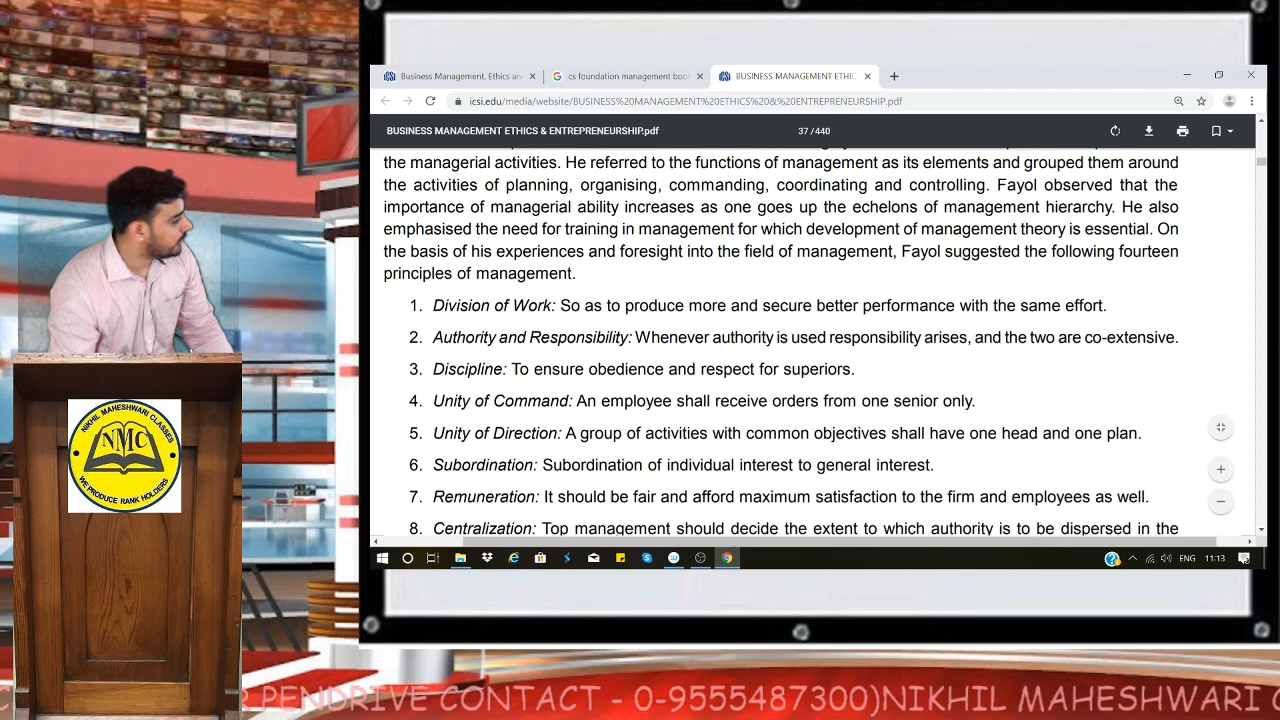 Business Management. Ethics an
cs foundation management boo
BUSINESS MANAGEMENT ETHIC
icsi.edu/media/website/BUSINESS%20MANAGEMENT%20ETHICS%20&%20ENTREPRENEURSHIP.pdf
BUSINESS MANAGEMENT ETHICS & ENTREPRENEURSHIP.pdf
37 / 440
the managerial activities. He referred to the functions of management as its elements and grouped them around
the activities of planning, organising, commanding, coordinating and controlling. Fayol observed that the
importance of managerial ability increases as one goes up the echelons of management hierarchy. He also
emphasised the need for training in management for which development of management theory is essential. On
the basis of his experiences and foresight into the field of management, Fayol suggested the following fourteen
principles of management.
1. Division of Work: So as to produce more and secure better performance with the same effort.
2. Authority and Responsibility: Whenever authority is used responsibility arises, and the two are co-extensive.
3. Discipline: To ensure obedience and respect for superiors.
4. Unity of Command: An employee shall receive orders from one senior only.
5. Unity of Direction: A group of activities with common objectives shall have one head and one plan.
6. Subordination: Subordination of individual interest to general interest.
7. Remuneration: It should be fair and afford maximum satisfaction to the firm and employees as well.
8. Centralization: Top management should decide the extent to which authority is to be dispersed in the
ENG 11:13
NIKHIL MAHESHWARI CLASSES
NMC
WE PRODUCE RANK HOLDERS
R PENDRIVE CONTACT - 0-9555487300)NIKHIL MAHESHWARI C